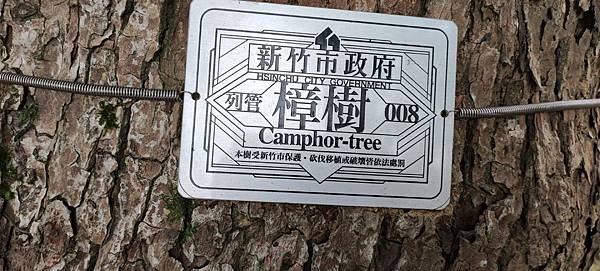 新竹市政府
HSINCHU CITY GOVERNMENT
列管 樟樹 008
Camphor-tree
本樹受新竹市保護,砍伐移植或破壞皆依法處罰